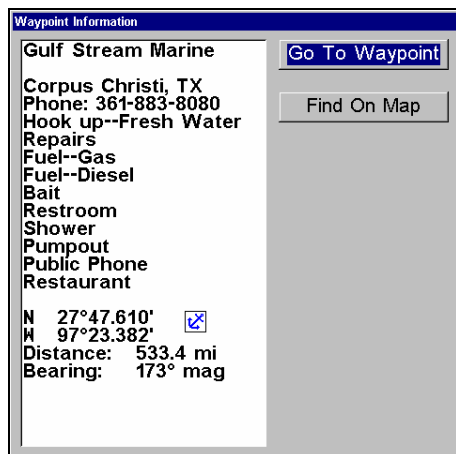 Waypoint Information
Gulf Stream Marine
Corpus Christi, TX
Phone: 361-883-8080
Hook up--Fresh Water
Repairs
Fuel--Gas
Fuel--Diesel
Bait
Restroom
Shower
Pumpout
Public Phone
Restaurant
N 27°47.610'
W 97°23.382'
Distance: 533.4 mi
Bearing: 173° mag
Go To Waypoint
Find On Map